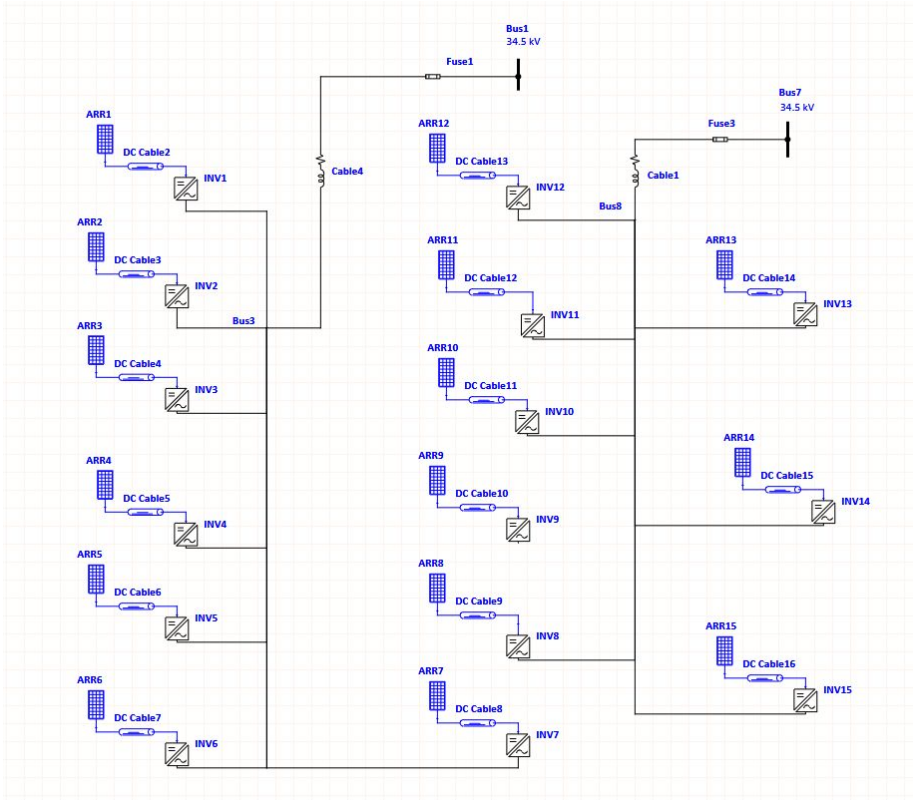 Bus1
34.5 kV
Fuse1
Bus7
34.5 kV
Fuse3
ARR1
DC Cable2
INV1
Cable4
ARR12
DC Cable13
INV12
Cable1
Bus8
ARR2
DC Cable3
INV2
Bus3
ARR11
DC Cable12
INV11
ARR13
DC Cable14
INV13
ARR3
DC Cable4
INV3
ARR10
DC Cable11
INV10
ARR4
DC Cable5
INV4
ARR9
DC Cable10
INV9
ARR14
DC Cable15
INV14
ARR5
DC Cable6
INV5
ARR8
DC Cable9
INV8
ARR15
DC Cable16
INV15
ARR6
DC Cable7
INV6
ARR7
DC Cable8
INV7